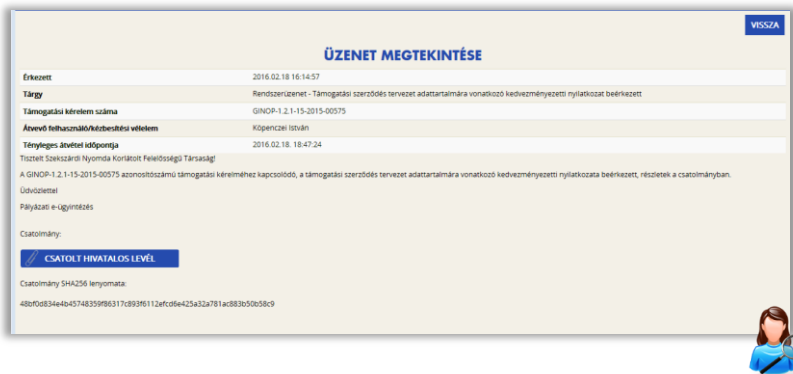 VISSZA
ÜZENET MEGTEKINTÉSE
Érkezett 2016.02.18 16:14:57
Tárgy Rendszerüzenet - Támogatási szerződés tervezet adattartalmára vonatkozó kedvezményezetti nyilatkozat beérkezett
Támogatási kérelem száma GINOP-1.2.1-15-2015-00575
Átvevő felhasználó/kézbesítési vélelem Köpenczei István
Tényleges átvétel időpontja 2016.02.18. 18:47:24
Tisztelt Szekszárdi Nyomda Korlátolt Felelősségű Társaság!
A GINOP-1.2.1-15-2015-00575 azonosítószámú támogatási kérelméhez kapcsolódó, a támogatási szerződés tervezet adattartalmára vonatkozó kedvezményezetti nyilatkozata beérkezett, részletek a csatolmányban.
Üdvözlettel
Pályázati e-ügyintézés
Csatolmány:
CSATOLT HIVATALOS LEVÉL
Csatolmány SHA256 lenyomata:
48bf0d834e4b45748359f86317c893f6112efcd6e425a32a781ac883b50b58c9